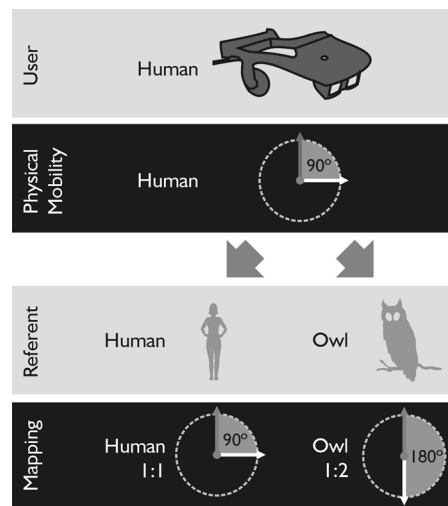 User
Human
Physical
Mobility
Human
90°
Referent
Human
Owl
Mapping
Human
1:1
90°
Owl
1:2
180°